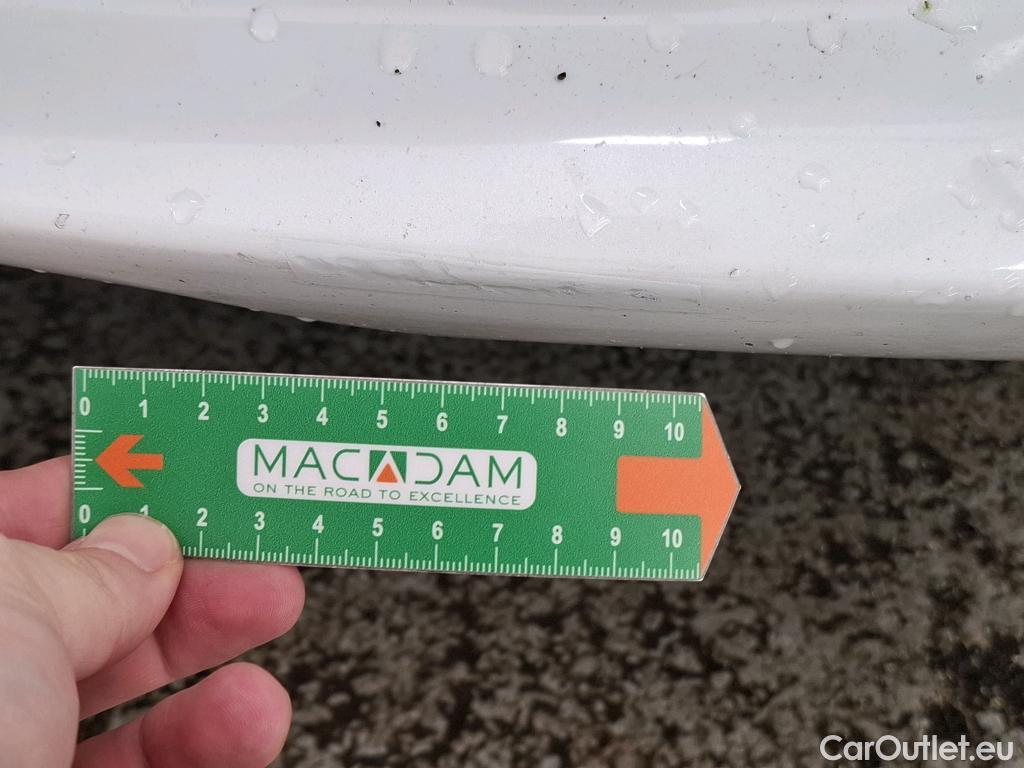 0 1 2 3 4 5 6 7 8 9 10
MACADAM
ON THE ROAD TO EXCELLENCE
0 1 2 3 4 5 6 7 8 9 10
CarOutlet.eu